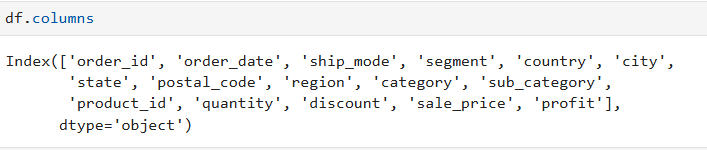 df.columns
Index(['order_id', 'order_date', 'ship_mode', 'segment', 'country', 'city',
'state', 'postal_code', 'region', 'category', 'sub_category',
'product_id', 'quantity', 'discount', 'sale_price', 'profit'],
dtype='object')